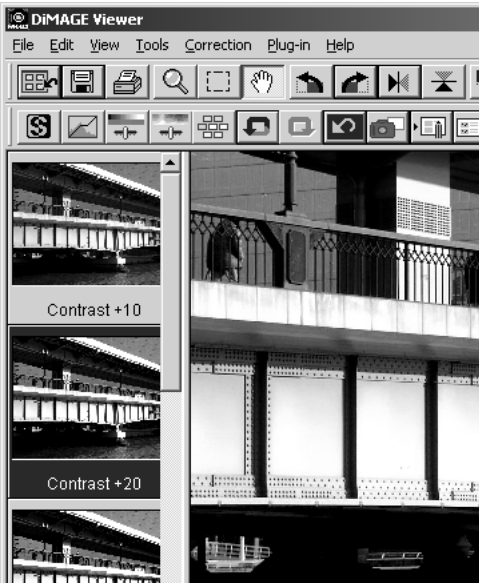 DiMAGE Viewer
File Edit View Tools Correction Plug-in Help
S
Contrast +10
Contrast +20